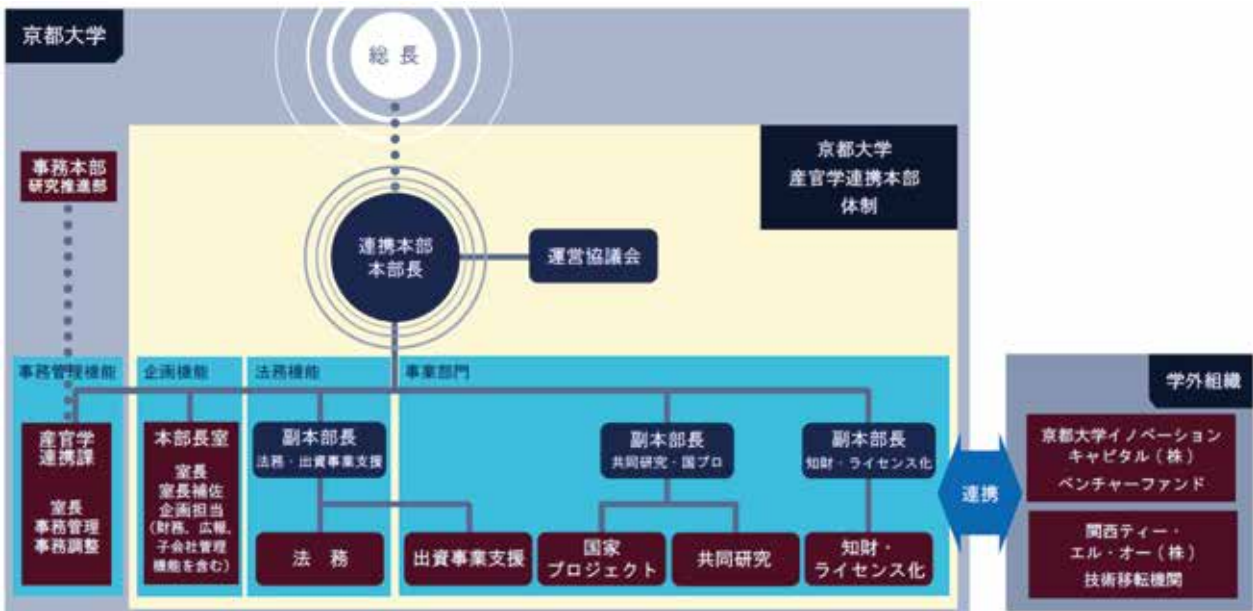 京都大学
総長
京都大学
産官学連携本部
体制
事務本部
研究推進部
連携本部
本部長
運営協議会
事務管理機能
企画機能
法務機能
事業部門
産官学
連携課
室長
事務管理
事務調整
本部長室
室長
室長補佐
企画担当
(財務、広報、
子会社管理
機能を含む)
副本部長
法務・出資事業支援
副本部長
共同研究・国プロ
副本部長
知財・ライセンス化
法務
出資事業支援
国家
プロジェクト
共同研究
知財・
ライセンス化
連携
学外組織
京都大学イノベーション
キャピタル(株)
ベンチャーファンド
関西ティー・
エル・オー(株)
技術移転機関